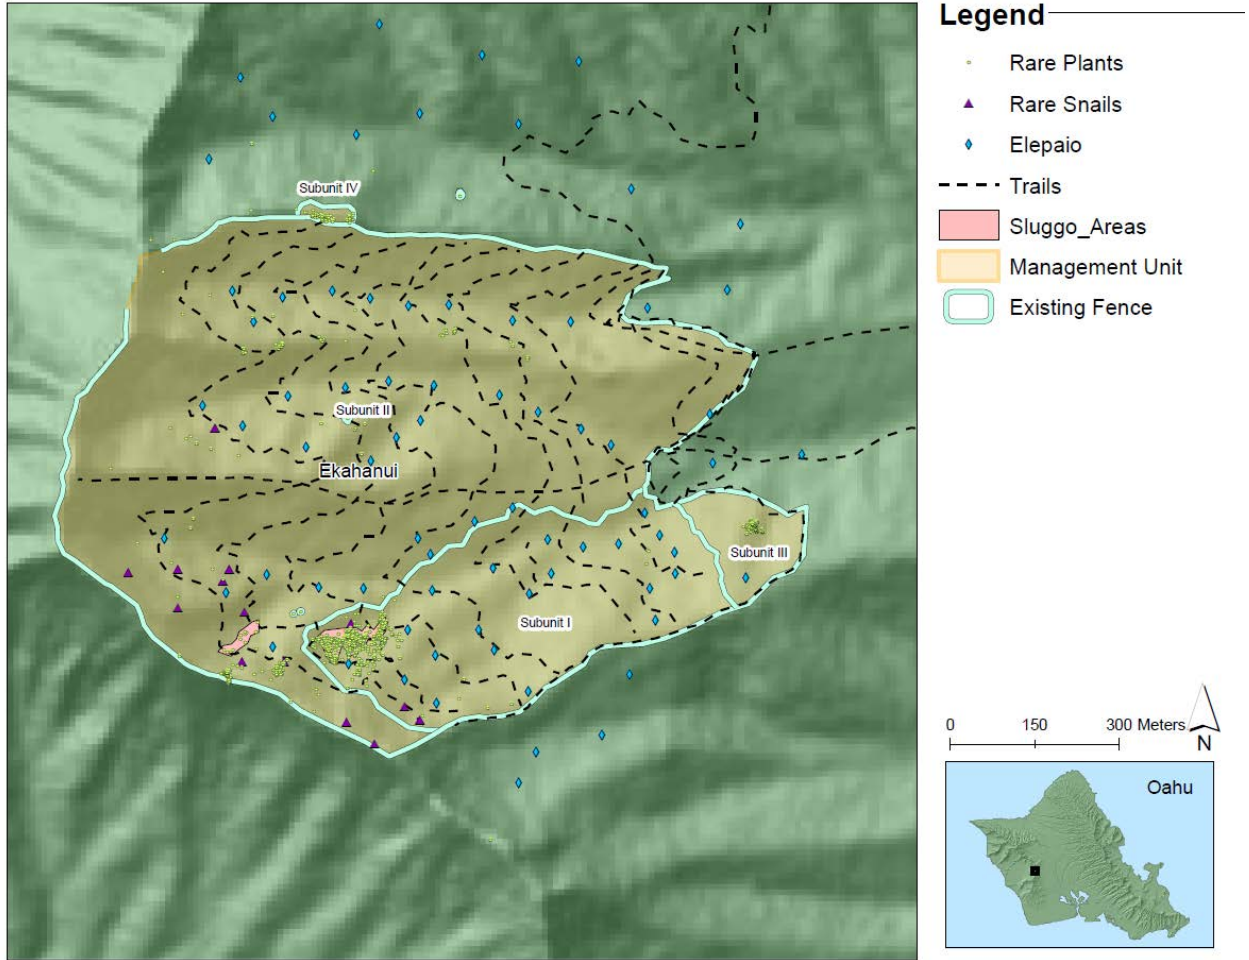 Legend
Rare Plants
Rare Snails
Elepaio
Trails
Sluggo_Areas
Management Unit
Existing Fence
Subunit IV
Subunit II
Ekahanui
Subunit III
Subunit I
0 150 300 Meters
N
Oahu